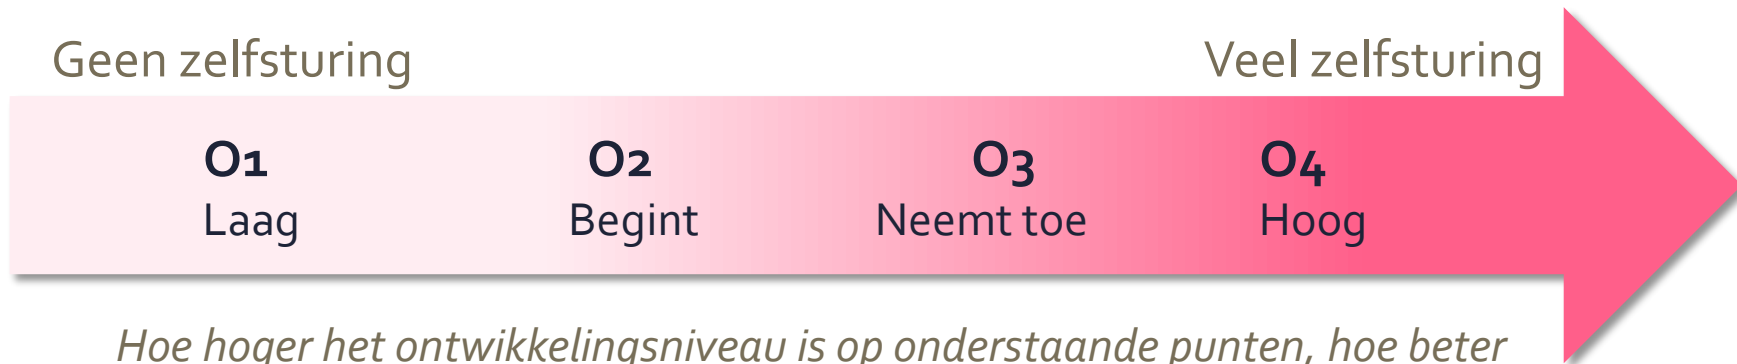 Geen zelfsturing Veel zelfsturing
O1 O2 O3 O4
Laag Begint Neemt toe Hoog
Hoe hoger het ontwikkelingsniveau is op onderstaande punten, hoe beter